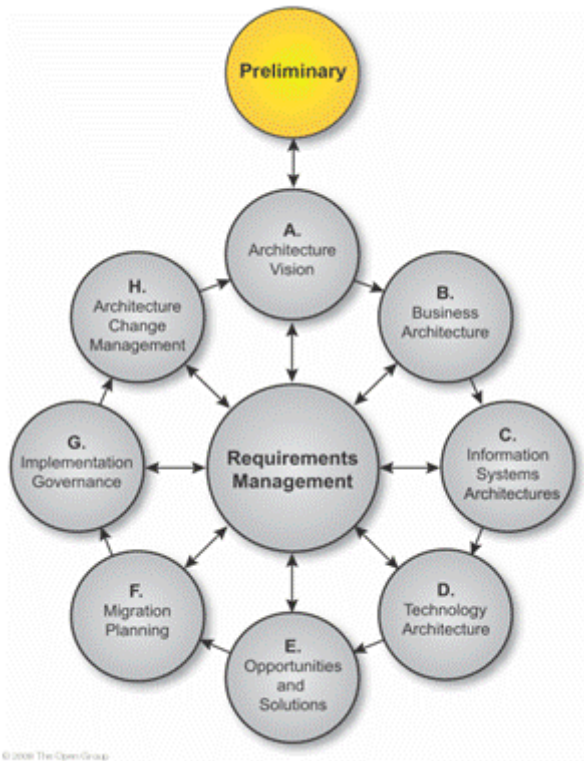 Preliminary
A.
Architecture
Vision
B.
Business
Architecture
C.
Information
Systems
Architectures
D.
Technology
Architecture
E.
Opportunities
and
Solutions
F.
Migration
Planning
G.
Implementation
Governance
H.
Architecture
Change
Management
Requirements
Management
© 2009 The Open Group